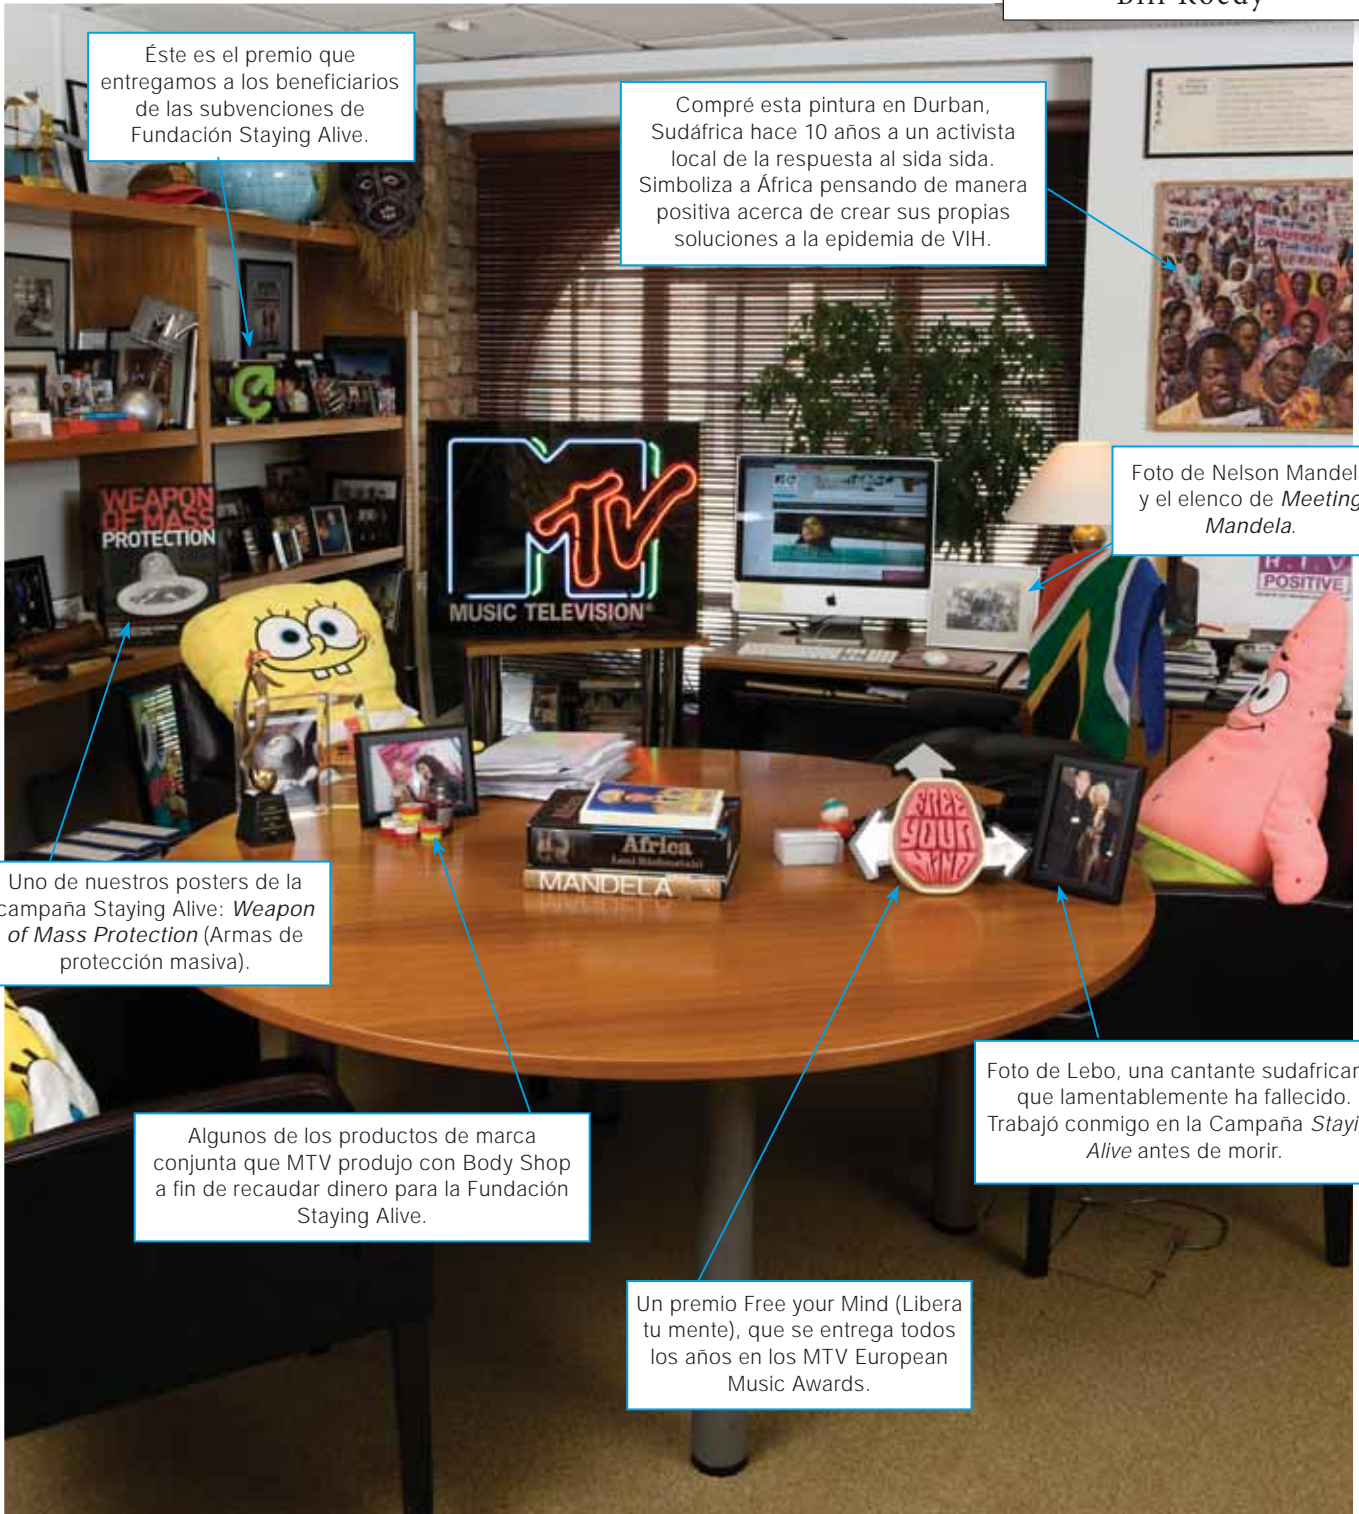 Bill Roedy
Éste es el premio que
entregamos a los beneficiarios
de las subvenciones de
Fundación Staying Alive.
Compré esta pintura en Durban,
Sudáfrica hace 10 años a un activista
local de la respuesta al sida sida.
Simboliza a África pensando de manera
positiva acerca de crear sus propias
soluciones a la epidemia de VIH.
SOLUTION
Foto de Nelson Mandel
y el elenco de Meeting
Mandela.
WEAPON
OF MASS
PROTECTION
MTV
MUSIC TELEVISION®
H.I.V
POSITIVE
Africa
Leni Riefenstahl
MANDELA
FREE
YOUR
MIND
Uno de nuestros posters de la
campaña Staying Alive: Weapon
of Mass Protection (Armas de
protección masiva).
Foto de Lebo, una cantante sudafrican
que lamentablemente ha fallecido.
Trabajó conmigo en la Campaña Stayi
Alive antes de morir.
Algunos de los productos de marca
conjunta que MTV produjo con Body Shop
a fin de recaudar dinero para la Fundación
Staying Alive.
Un premio Free your Mind (Libera
tu mente), que se entrega todos
los años en los MTV European
Music Awards.